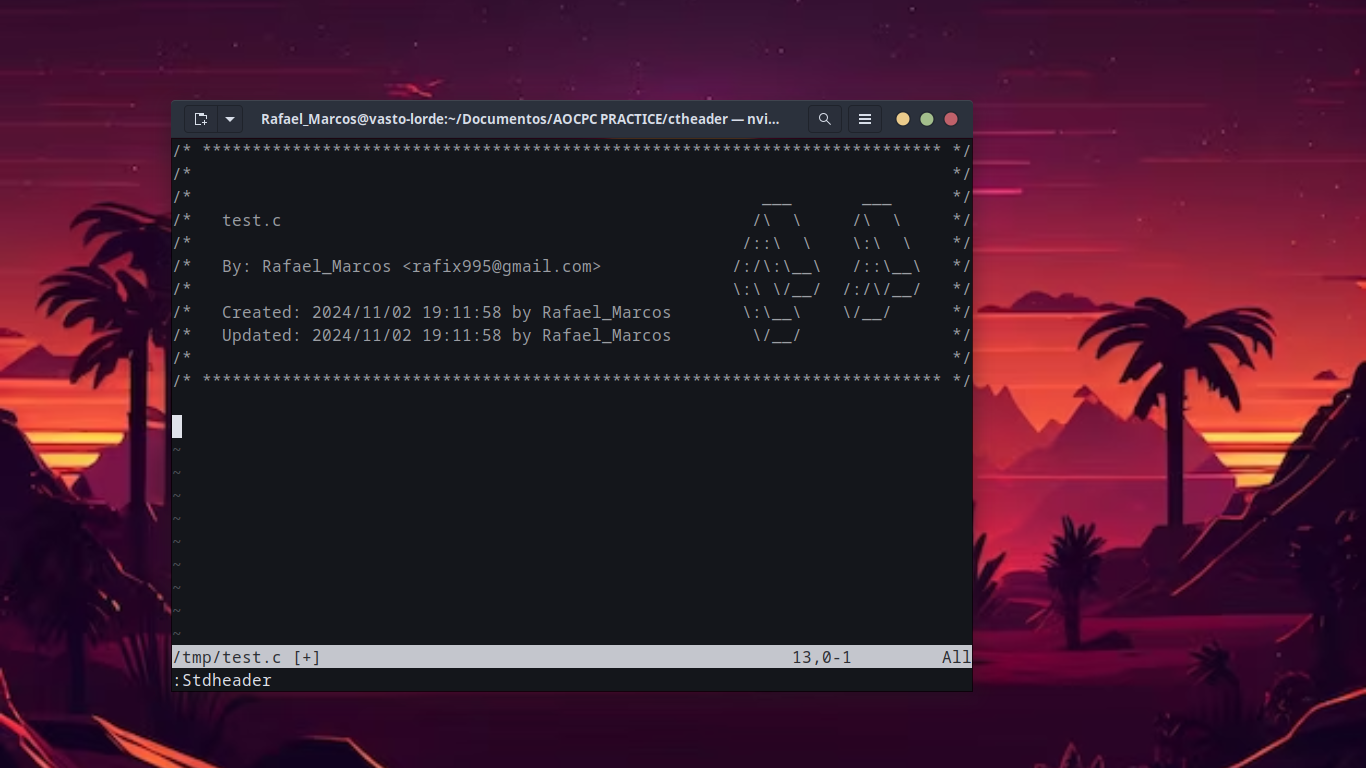 Rafael_Marcos@vasto-lorde:~/Documentos/AOCPC PRACTICE/ctheader — nvi...
/* ************************************************************************** */
/*                                                                            */
/*                                                         ___       ___      */
/*   test.c                                               /\  \     /\  \     */
/*                                                       /::\  \    \:\  \    */
/*   By: Rafael_Marcos <rafix995@gmail.com>             /:/\:\__\   /::\__\   */
/*                                                      \:\ \/__/  /:/\/__/   */
/*   Created: 2024/11/02 19:11:58 by Rafael_Marcos       \:\__\    \/__/      */
/*   Updated: 2024/11/02 19:11:58 by Rafael_Marcos        \/__/               */
/*                                                                            */
/* ************************************************************************** */
~
~
~
~
~
~
~
~
~
/tmp/test.c [+] 13,0-1 All
:Stdheader